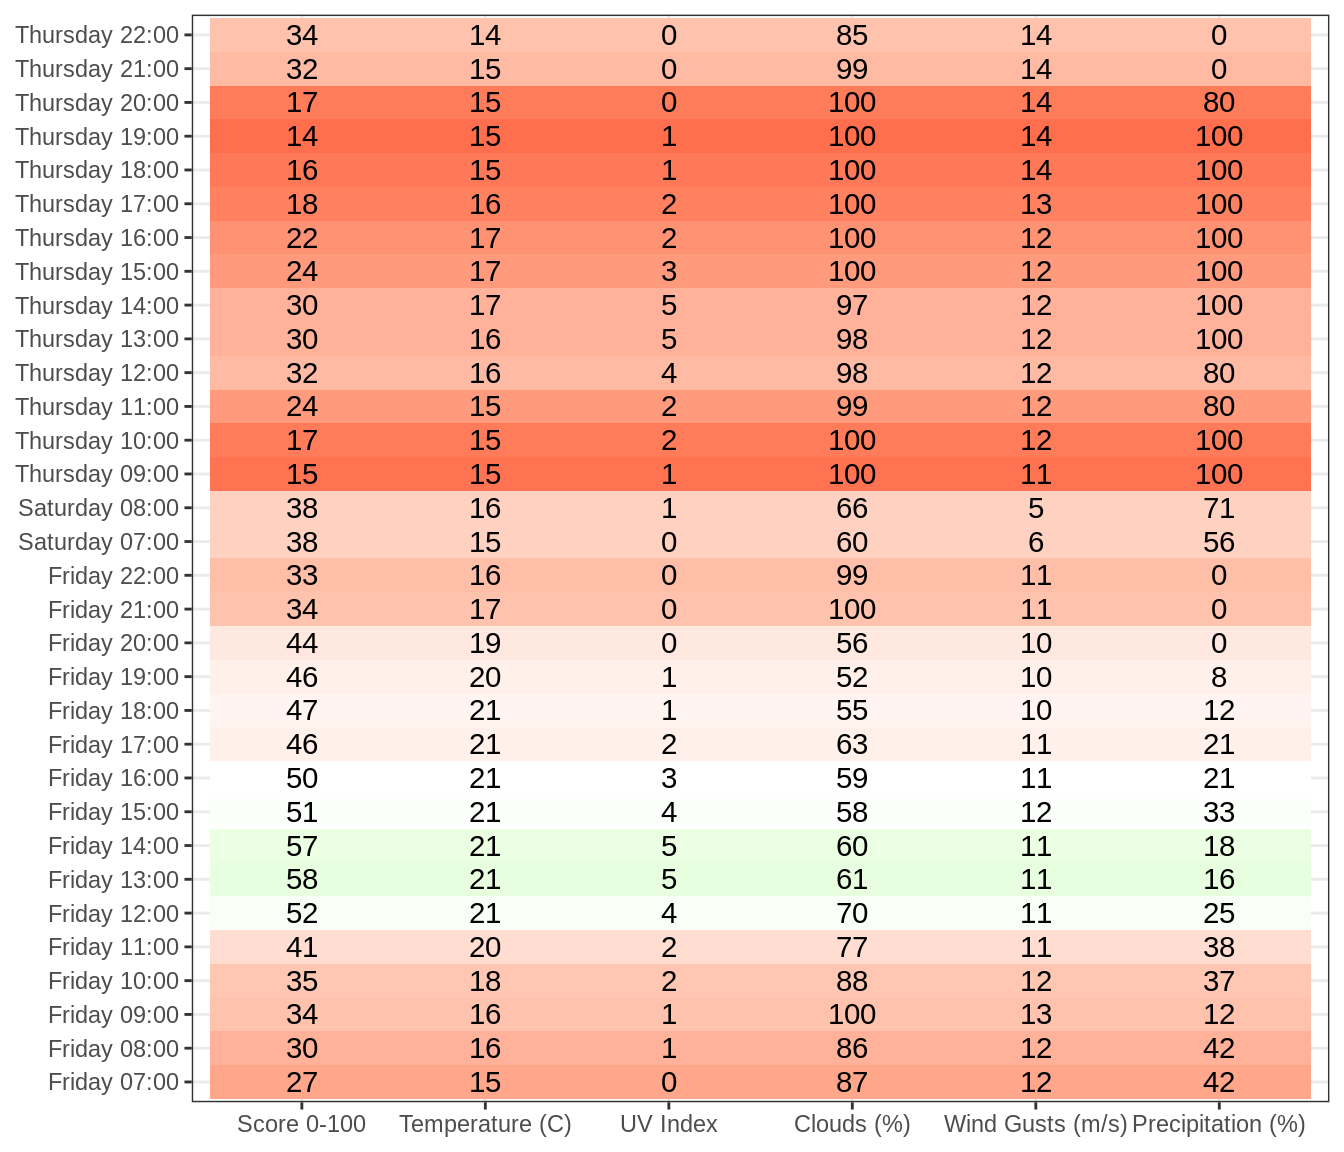 Thursday 22:00 34 14 0 85 14 0
Thursday 21:00 32 15 0 99 14 0
Thursday 20:00 17 15 0 100 14 80
Thursday 19:00 14 15 1 100 14 100
Thursday 18:00 16 15 1 100 14 100
Thursday 17:00 18 16 2 100 13 100
Thursday 16:00 22 17 2 100 12 100
Thursday 15:00 24 17 3 100 12 100
Thursday 14:00 30 17 5 97 12 100
Thursday 13:00 30 16 5 98 12 100
Thursday 12:00 32 16 4 98 12 80
Thursday 11:00 24 15 2 99 12 80
Thursday 10:00 17 15 2 100 12 100
Thursday 09:00 15 15 1 100 11 100
Saturday 08:00 38 16 1 66 5 71
Saturday 07:00 38 15 0 60 6 56
Friday 22:00 33 16 0 99 11 0
Friday 21:00 34 17 0 100 11 0
Friday 20:00 44 19 0 56 10 0
Friday 19:00 46 20 1 52 10 8
Friday 18:00 47 21 1 55 10 12
Friday 17:00 46 21 2 63 11 21
Friday 16:00 50 21 3 59 11 21
Friday 15:00 51 21 4 58 12 33
Friday 14:00 57 21 5 60 11 18
Friday 13:00 58 21 5 61 11 16
Friday 12:00 52 21 4 70 11 25
Friday 11:00 41 20 2 77 11 38
Friday 10:00 35 18 2 88 12 37
Friday 09:00 34 16 1 100 13 12
Friday 08:00 30 16 1 86 12 42
Friday 07:00 27 15 0 87 12 42
Score 0-100 Temperature (C) UV Index Clouds (%) Wind Gusts (m/s) Precipitation (%)